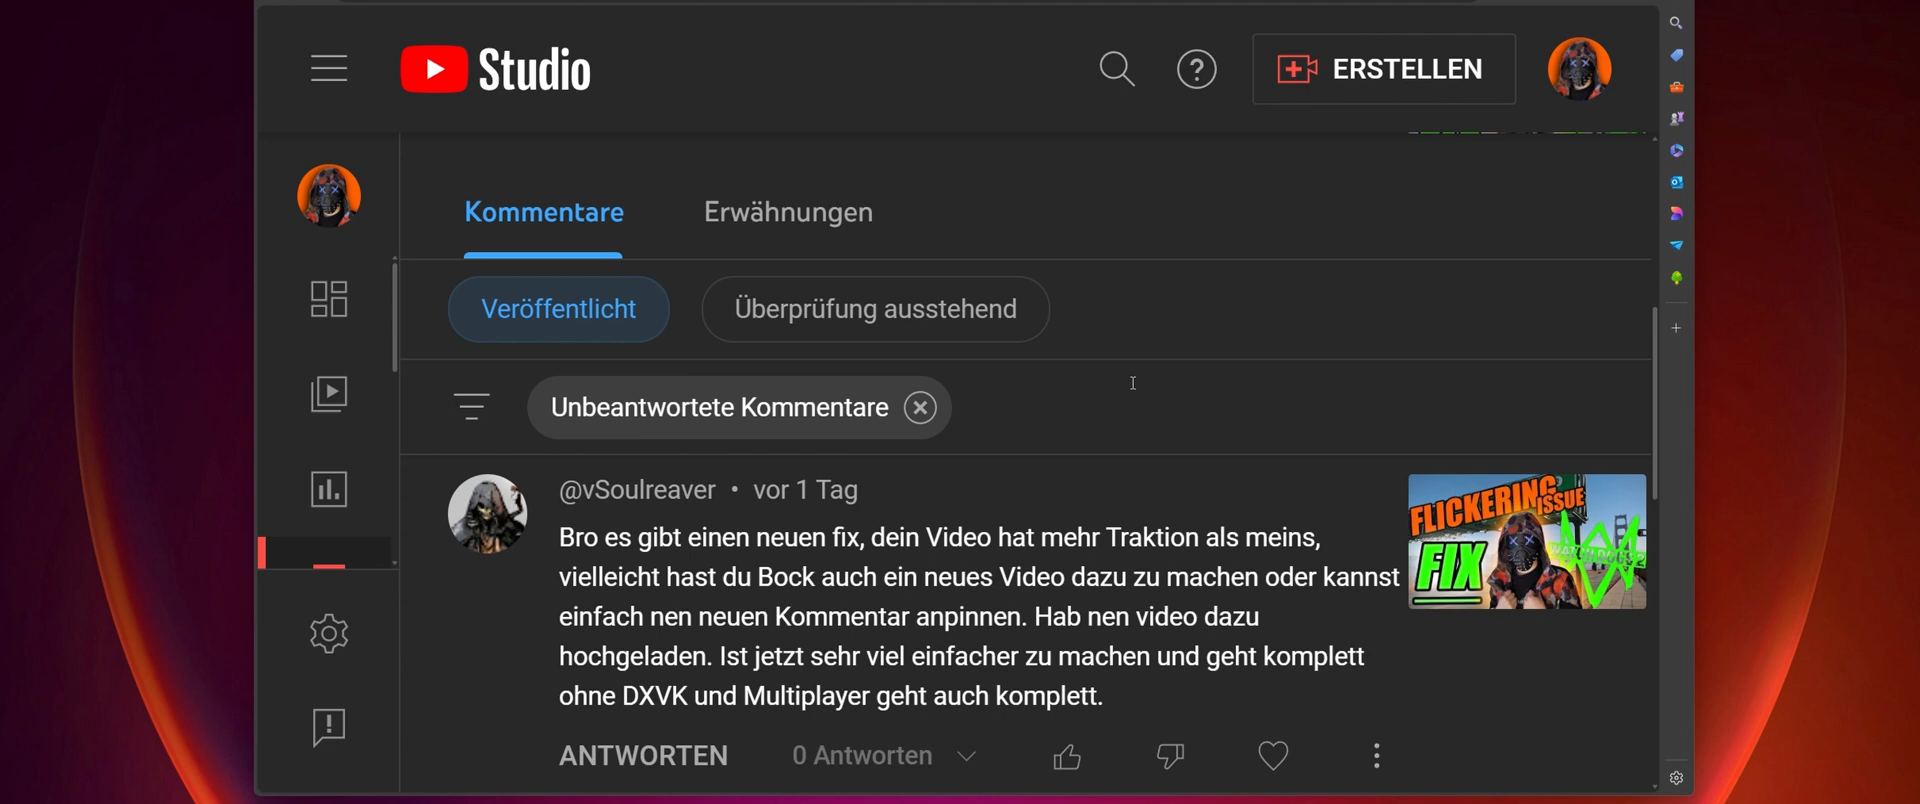 Studio
ERSTELLEN
Kommentare
Erwähnungen
Veröffentlicht
Überprüfung ausstehend
Unbeantwortete Kommentare
@vSoulreaver • vor 1 Tag
Bro es gibt einen neuen fix, dein Video hat mehr Traktion als meins,
vielleicht hast du Bock auch ein neues Video dazu zu machen oder kannst
einfach nen neuen Kommentar anpinnen. Hab nen video dazu
hochgeladen. Ist jetzt sehr viel einfacher zu machen und geht komplett
ohne DXVK und Multiplayer geht auch komplett.
FLICKERING
ISSUE
FIX
ANTWORTEN
0 Antworten